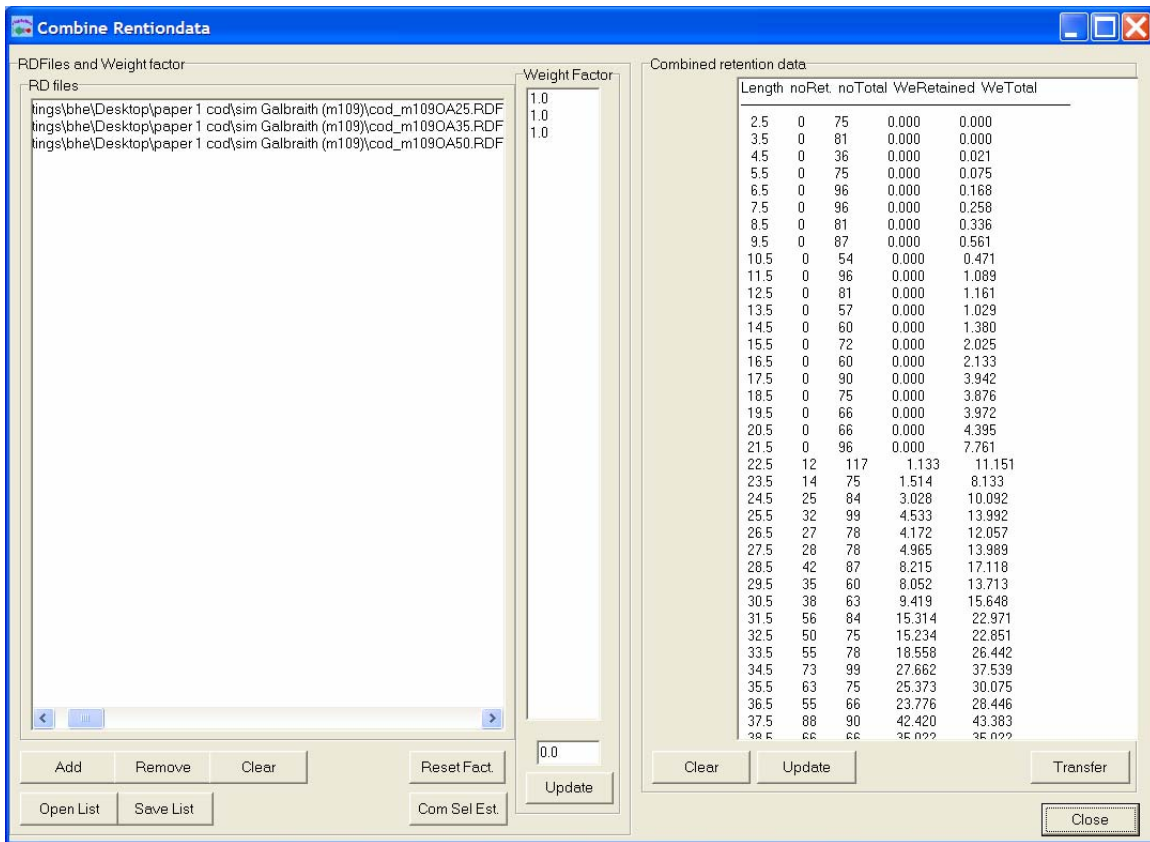 Combine Rentiondata
RDFiles and Weight factor
RD files
tings\bhe\Desktop\paper 1 cod\sim Galbraith (m109)\cod_m109OA25.RDF
tings\bhe\Desktop\paper 1 cod\sim Galbraith (m109)\cod_m109OA35.RDF
tings\bhe\Desktop\paper 1 cod\sim Galbraith (m109)\cod_m109OA50.RDF
Weight Factor
1.0
1.0
1.0
0.0
Update
Add Remove Clear Reset Fact.
Open List Save List Com Sel Est.
Combined retention data
Length noRet. noTotal WeRetained WeTotal
2.5 0 75 0.000 0.000
3.5 0 81 0.000 0.000
4.5 0 36 0.000 0.021
5.5 0 75 0.000 0.075
6.5 0 96 0.000 0.168
7.5 0 96 0.000 0.258
8.5 0 81 0.000 0.336
9.5 0 87 0.000 0.561
10.5 0 54 0.000 0.471
11.5 0 96 0.000 1.089
12.5 0 81 0.000 1.161
13.5 0 57 0.000 1.029
14.5 0 60 0.000 1.380
15.5 0 72 0.000 2.025
16.5 0 60 0.000 2.133
17.5 0 90 0.000 3.942
18.5 0 75 0.000 3.876
19.5 0 66 0.000 3.972
20.5 0 66 0.000 4.395
21.5 0 96 0.000 7.761
22.5 12 117 1.133 11.151
23.5 14 75 1.514 8.133
24.5 25 84 3.028 10.092
25.5 32 99 4.533 13.992
26.5 27 78 4.172 12.057
27.5 28 78 4.965 13.989
28.5 42 87 8.215 17.118
29.5 35 60 8.052 13.713
30.5 38 63 9.419 15.648
31.5 56 84 15.314 22.971
32.5 50 75 15.234 22.851
33.5 55 78 18.558 26.442
34.5 73 99 27.662 37.539
35.5 63 75 25.373 30.075
36.5 55 66 23.776 28.446
37.5 88 90 42.420 43.383
38.5 66 66 35.022 35.022
Clear Update Transfer
Close